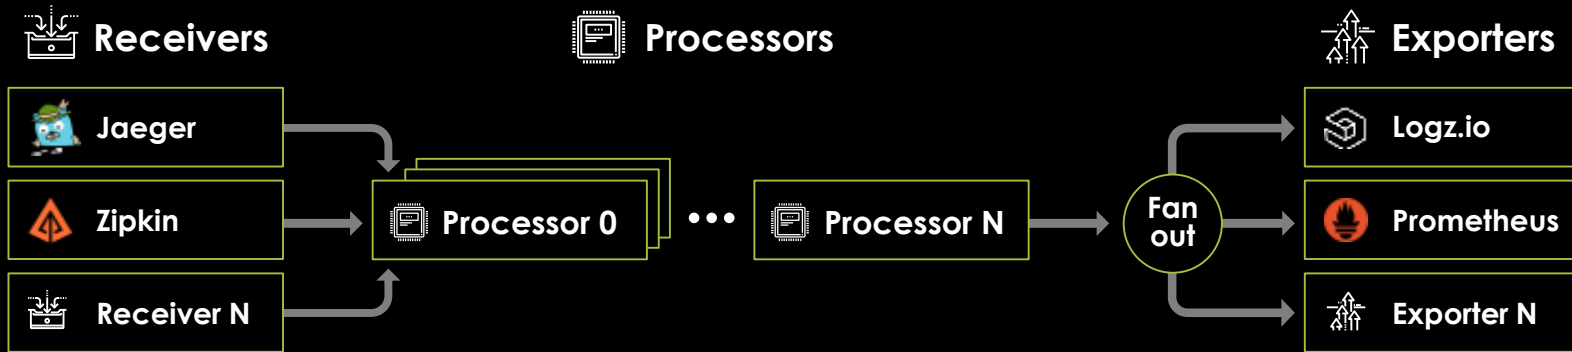 Receivers
Processors
Exporters
Jaeger
Zipkin
Receiver N
Processor 0
Processor N
Fan
out
Logz.io
Prometheus
Exporter N